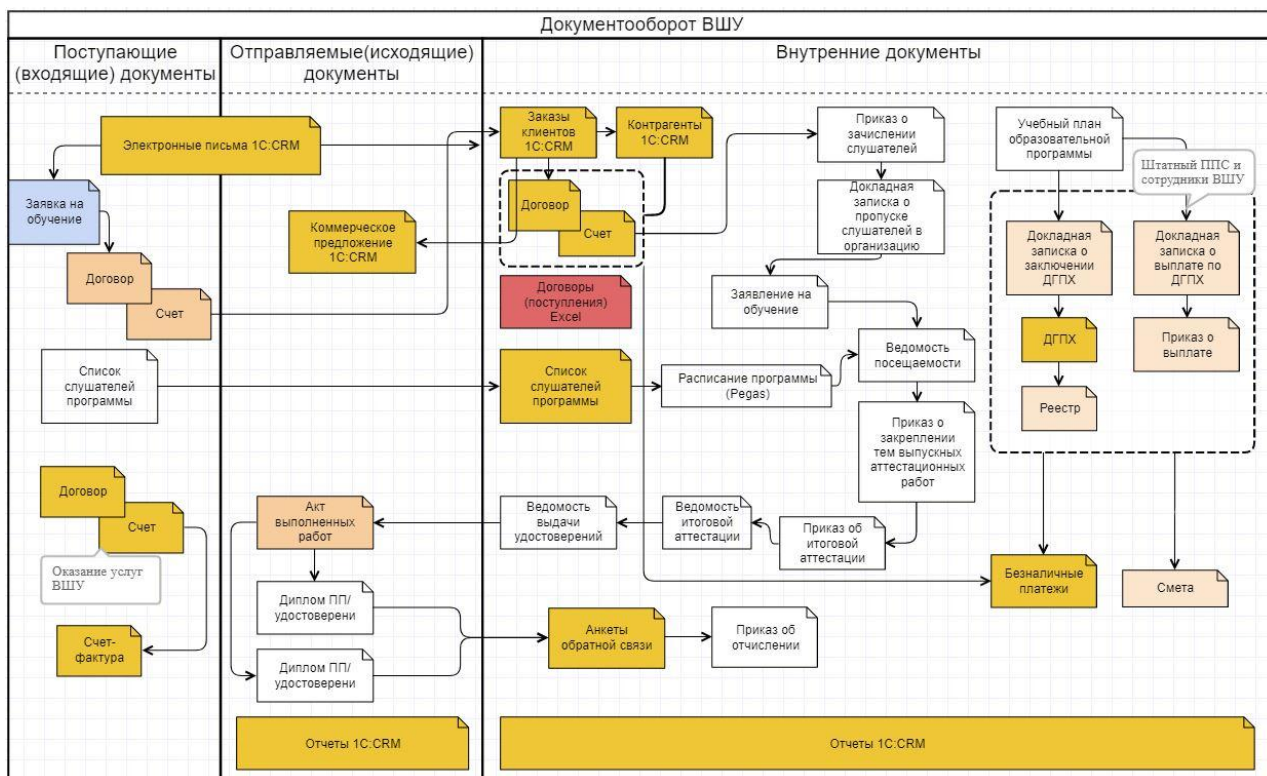 Документооборот ВШУ
Поступающие
(входящие) документы
Отправляемые(исходящие)
документы
Внутренние документы
Электронные письма 1C:CRM
Заявка на
обучение
Договор
Счет
Список
слушателей
программы
Договор
Счет
Оказание услуг
ВШУ
Счет-
фактура
Коммерческое
предложение
1C:CRM
Акт
выполненных
работ
Диплом ПП/
удостоверени
Диплом ПП/
удостоверени
Отчеты 1C:CRM
Заказы
клиентов
1C:CRM
Контрагенты
1C:CRM
Договор
Счет
Договоры
(поступления)
Excel
Список
слушателей
программы
Расписание программы
(Pegas)
Приказ о
зачислении
слушателей
Докладная
записка о
пропуске
слушателей в
организацию
Заявление на
обучение
Ведомость
посещаемости
Приказ о
закреплении
тем выпускных
аттестационных
работ
Приказ об
итоговой
аттестации
Ведомость
итоговой
аттестации
Ведомость
выдачи
удостоверений
Анкеты
обратной связи
Приказ об
отчислении
Учебный план
образовательной
программы
Штатный ППС и
сотрудники ВШУ
Докладная
записка о
заключении
ДГПХ
Докладная
записка о
выплате по
ДГПХ
ДГПХ
Приказ о
выплате
Реестр
Безналичные
платежи
Смета
Отчеты 1C:CRM